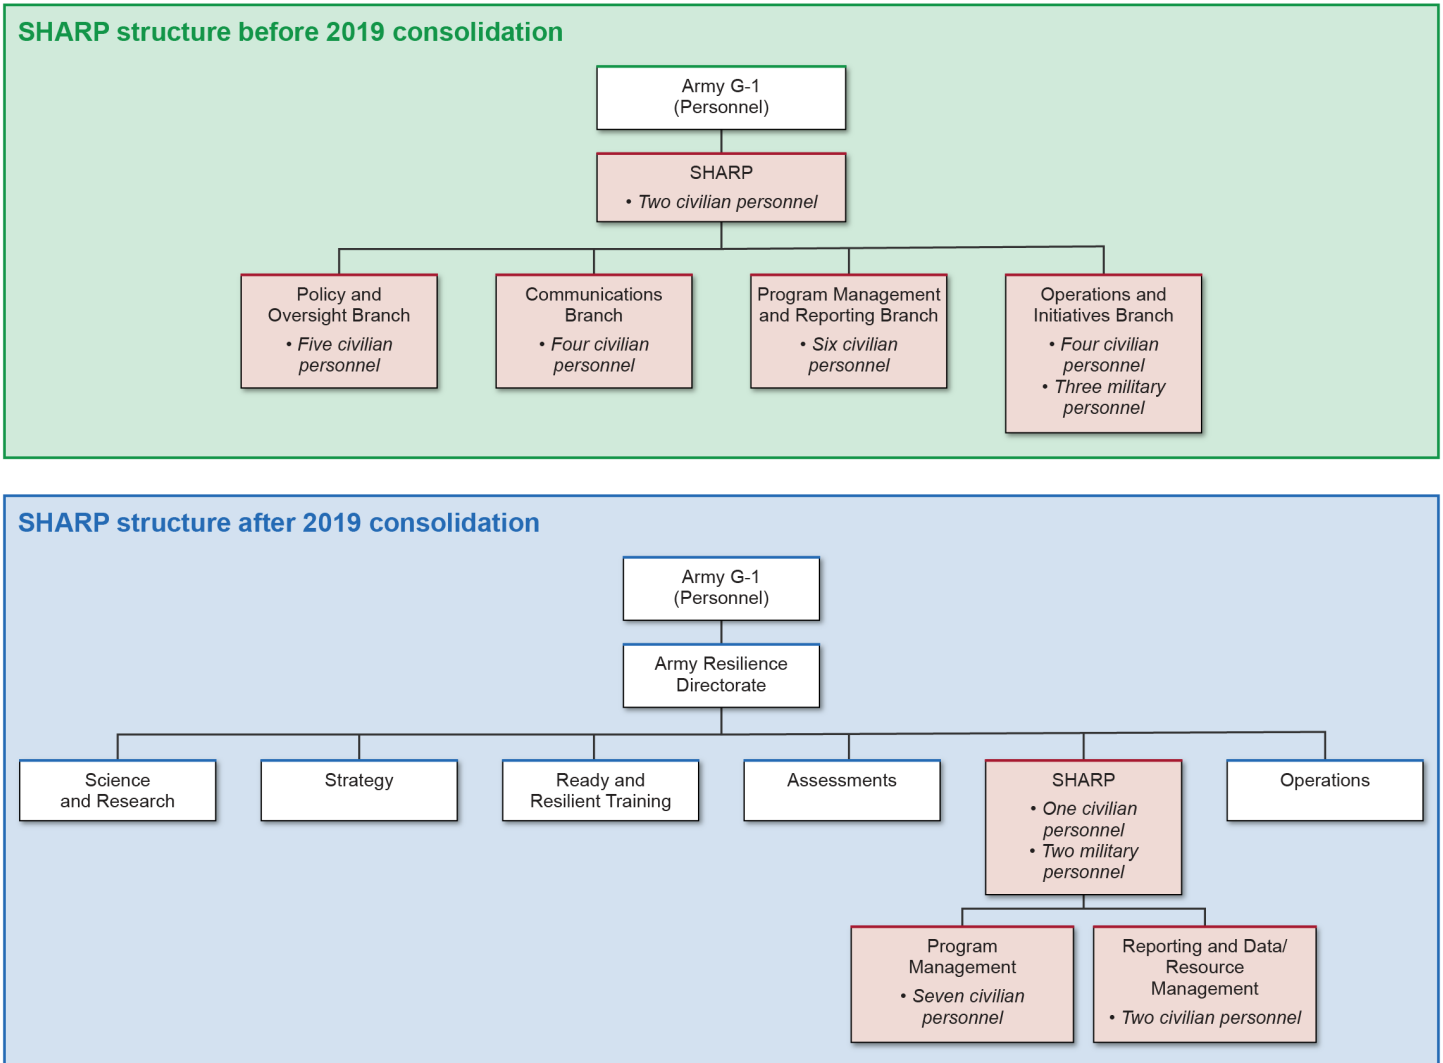 SHARP structure before 2019 consolidation
Army G-1
(Personnel)
SHARP
• Two civilian personnel
Policy and
Oversight Branch
• Five civilian
personnel
Communications
Branch
• Four civilian
personnel
Program Management
and Reporting Branch
• Six civilian
personnel
Operations and
Initiatives Branch
• Four civilian
personnel
• Three military
personnel
SHARP structure after 2019 consolidation
Army G-1
(Personnel)
Army Resilience
Directorate
Science
and Research
Strategy
Ready and
Resilient Training
Assessments
SHARP
• One civilian
personnel
• Two military
personnel
Operations
Program
Management
• Seven civilian
personnel
Reporting and Data/
Resource
Management
• Two civilian personnel